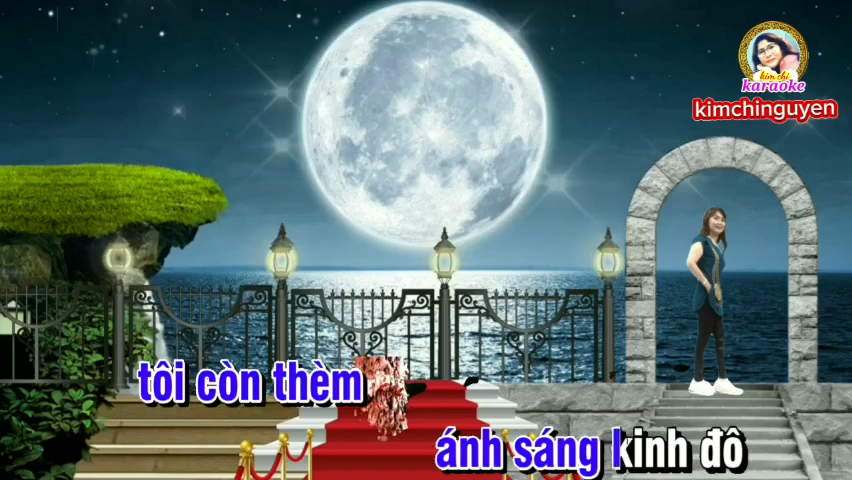 kim chi
karaoke
kimchinguyen
tôi còn thèm
ánh sáng kinh đô